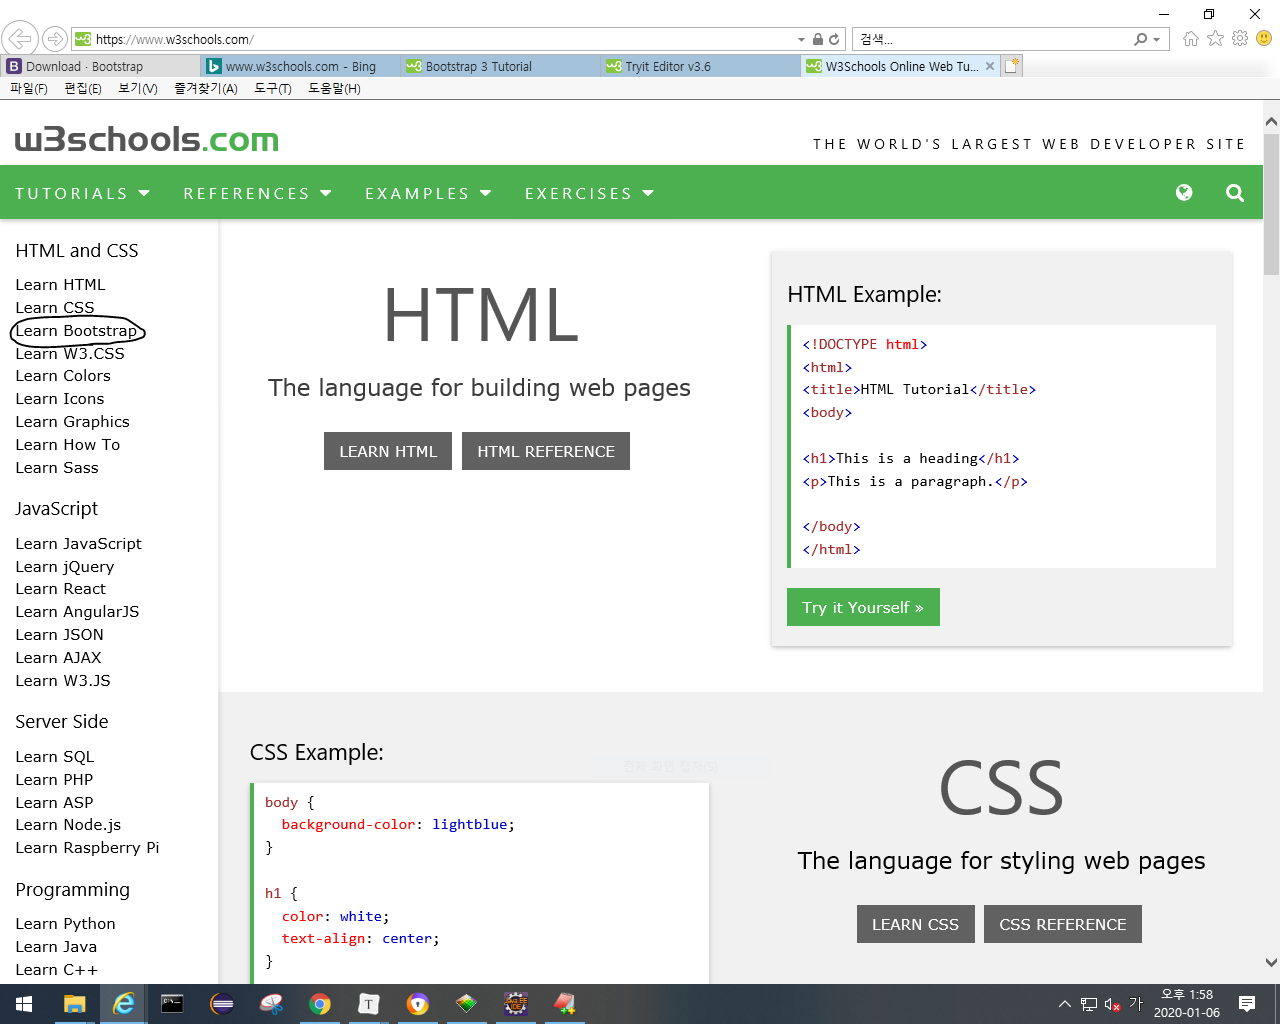 https://www.w3schools.com/
검색...
Download · Bootstrap
www.w3schools.com - Bing
Bootstrap 3 Tutorial
Tryit Editor v3.6
W3Schools Online Web Tu...
파일(F) 편집(E) 보기(V) 즐겨찾기(A) 도구(T) 도움말(H)
w3schools.com
THE WORLD'S LARGEST WEB DEVELOPER SITE
TUTORIALS REFERENCES EXAMPLES EXERCISES
HTML and CSS
Learn HTML
Learn CSS
Learn Bootstrap
Learn W3.CSS
Learn Colors
Learn Icons
Learn Graphics
Learn How To
Learn Sass
JavaScript
Learn JavaScript
Learn jQuery
Learn React
Learn AngularJS
Learn JSON
Learn AJAX
Learn W3.JS
Server Side
Learn SQL
Learn PHP
Learn ASP
Learn Node.js
Learn Raspberry Pi
Programming
Learn Python
Learn Java
Learn C++
HTML
The language for building web pages
LEARN HTML
HTML REFERENCE
HTML Example:
<!DOCTYPE html>
<html>
<title>HTML Tutorial</title>
<body>
<h1>This is a heading</h1>
<p>This is a paragraph.</p>
</body>
</html>
Try it Yourself »
CSS Example:
body {
background-color: lightblue;
}
h1 {
color: white;
text-align: center;
}
CSS
The language for styling web pages
LEARN CSS
CSS REFERENCE
가
오후 1:58
2020-01-06